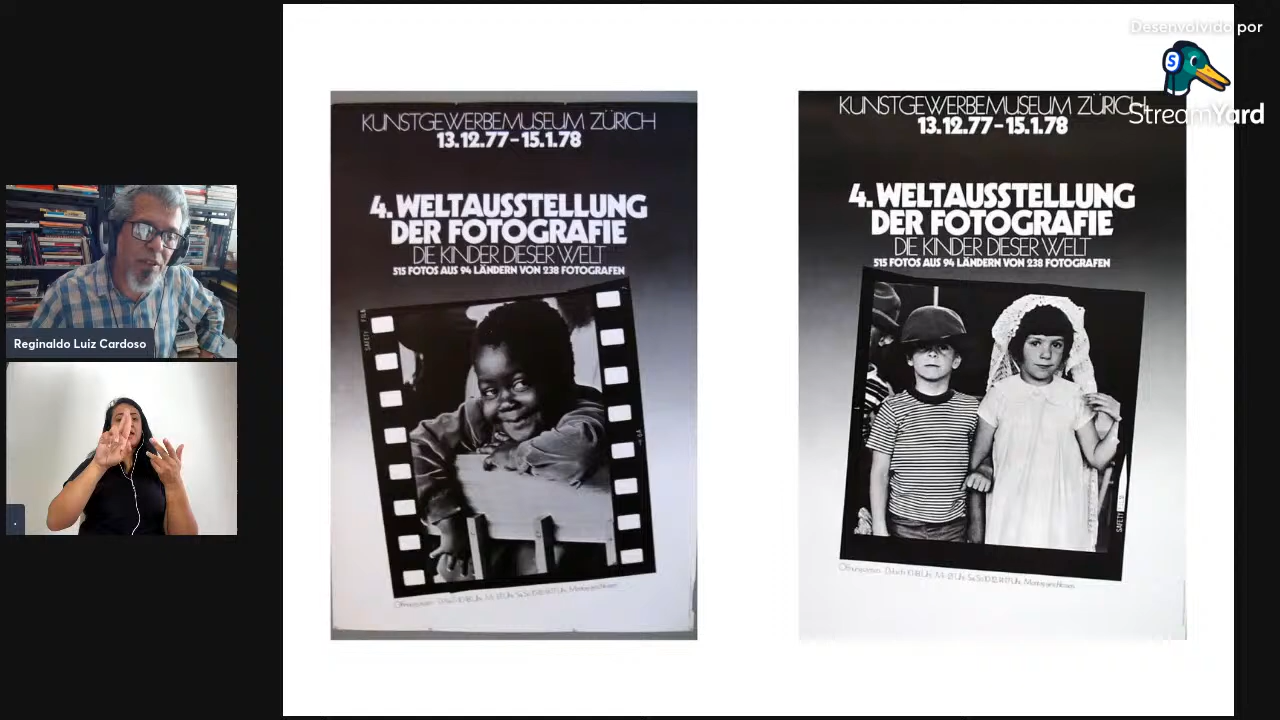 Desenvolvido por
StreamYard
Reginaldo Luiz Cardoso
KUNSTGEWERBEMUSEUM ZÜRICH
13.12.77–15.1.78
4. WELTAUSSTELLUNG
DER FOTOGRAFIE
DIE KINDER DIESER WELT
515 FOTOS AUS 94 LÄNDERN VON 238 FOTOGRAFEN
SAFETY
KUNSTGEWERBEMUSEUM ZÜRICH
13.12.77–15.1.78
4. WELTAUSSTELLUNG
DER FOTOGRAFIE
DIE KINDER DIESER WELT
515 FOTOS AUS 94 LÄNDERN VON 238 FOTOGRAFEN
SAFETY